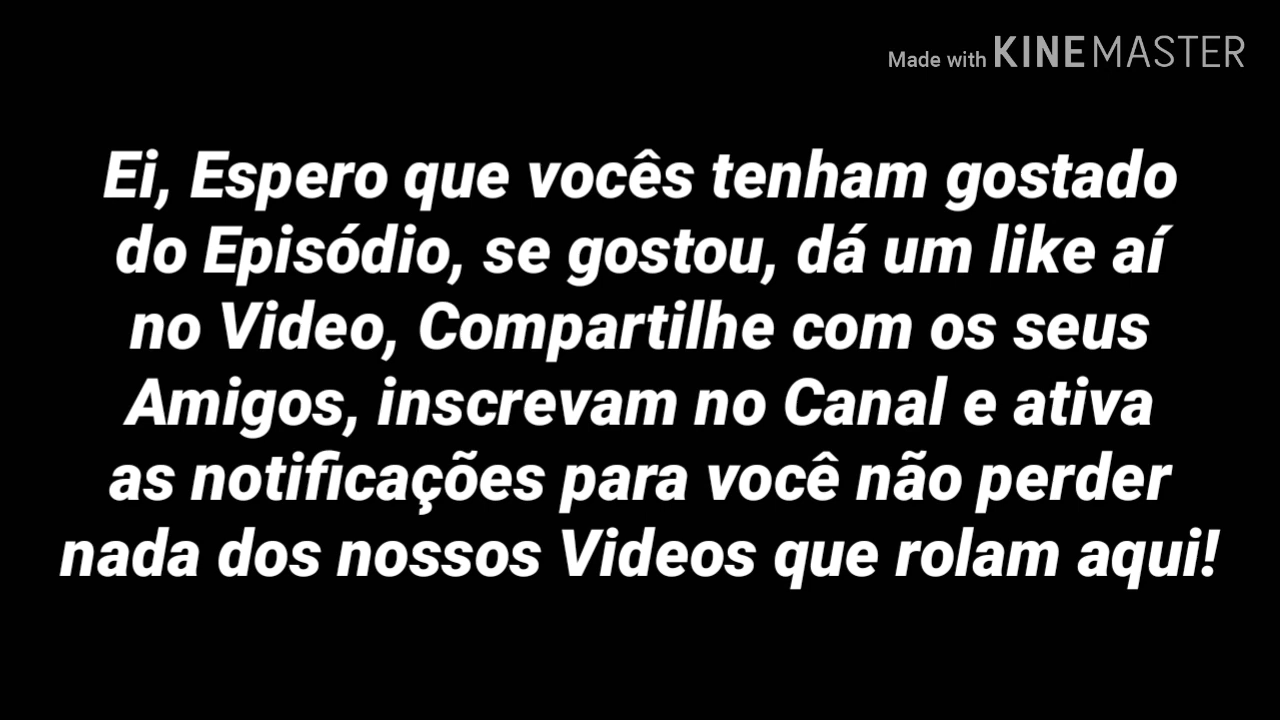 Made with KINEMASTER
Ei, Espero que vocês tenham gostado
do Episódio, se gostou, dá um like aí
no Video, Compartilhe com os seus
Amigos, inscrevam no Canal e ativa
as notificações para você não perder
nada dos nossos Videos que rolam aqui!